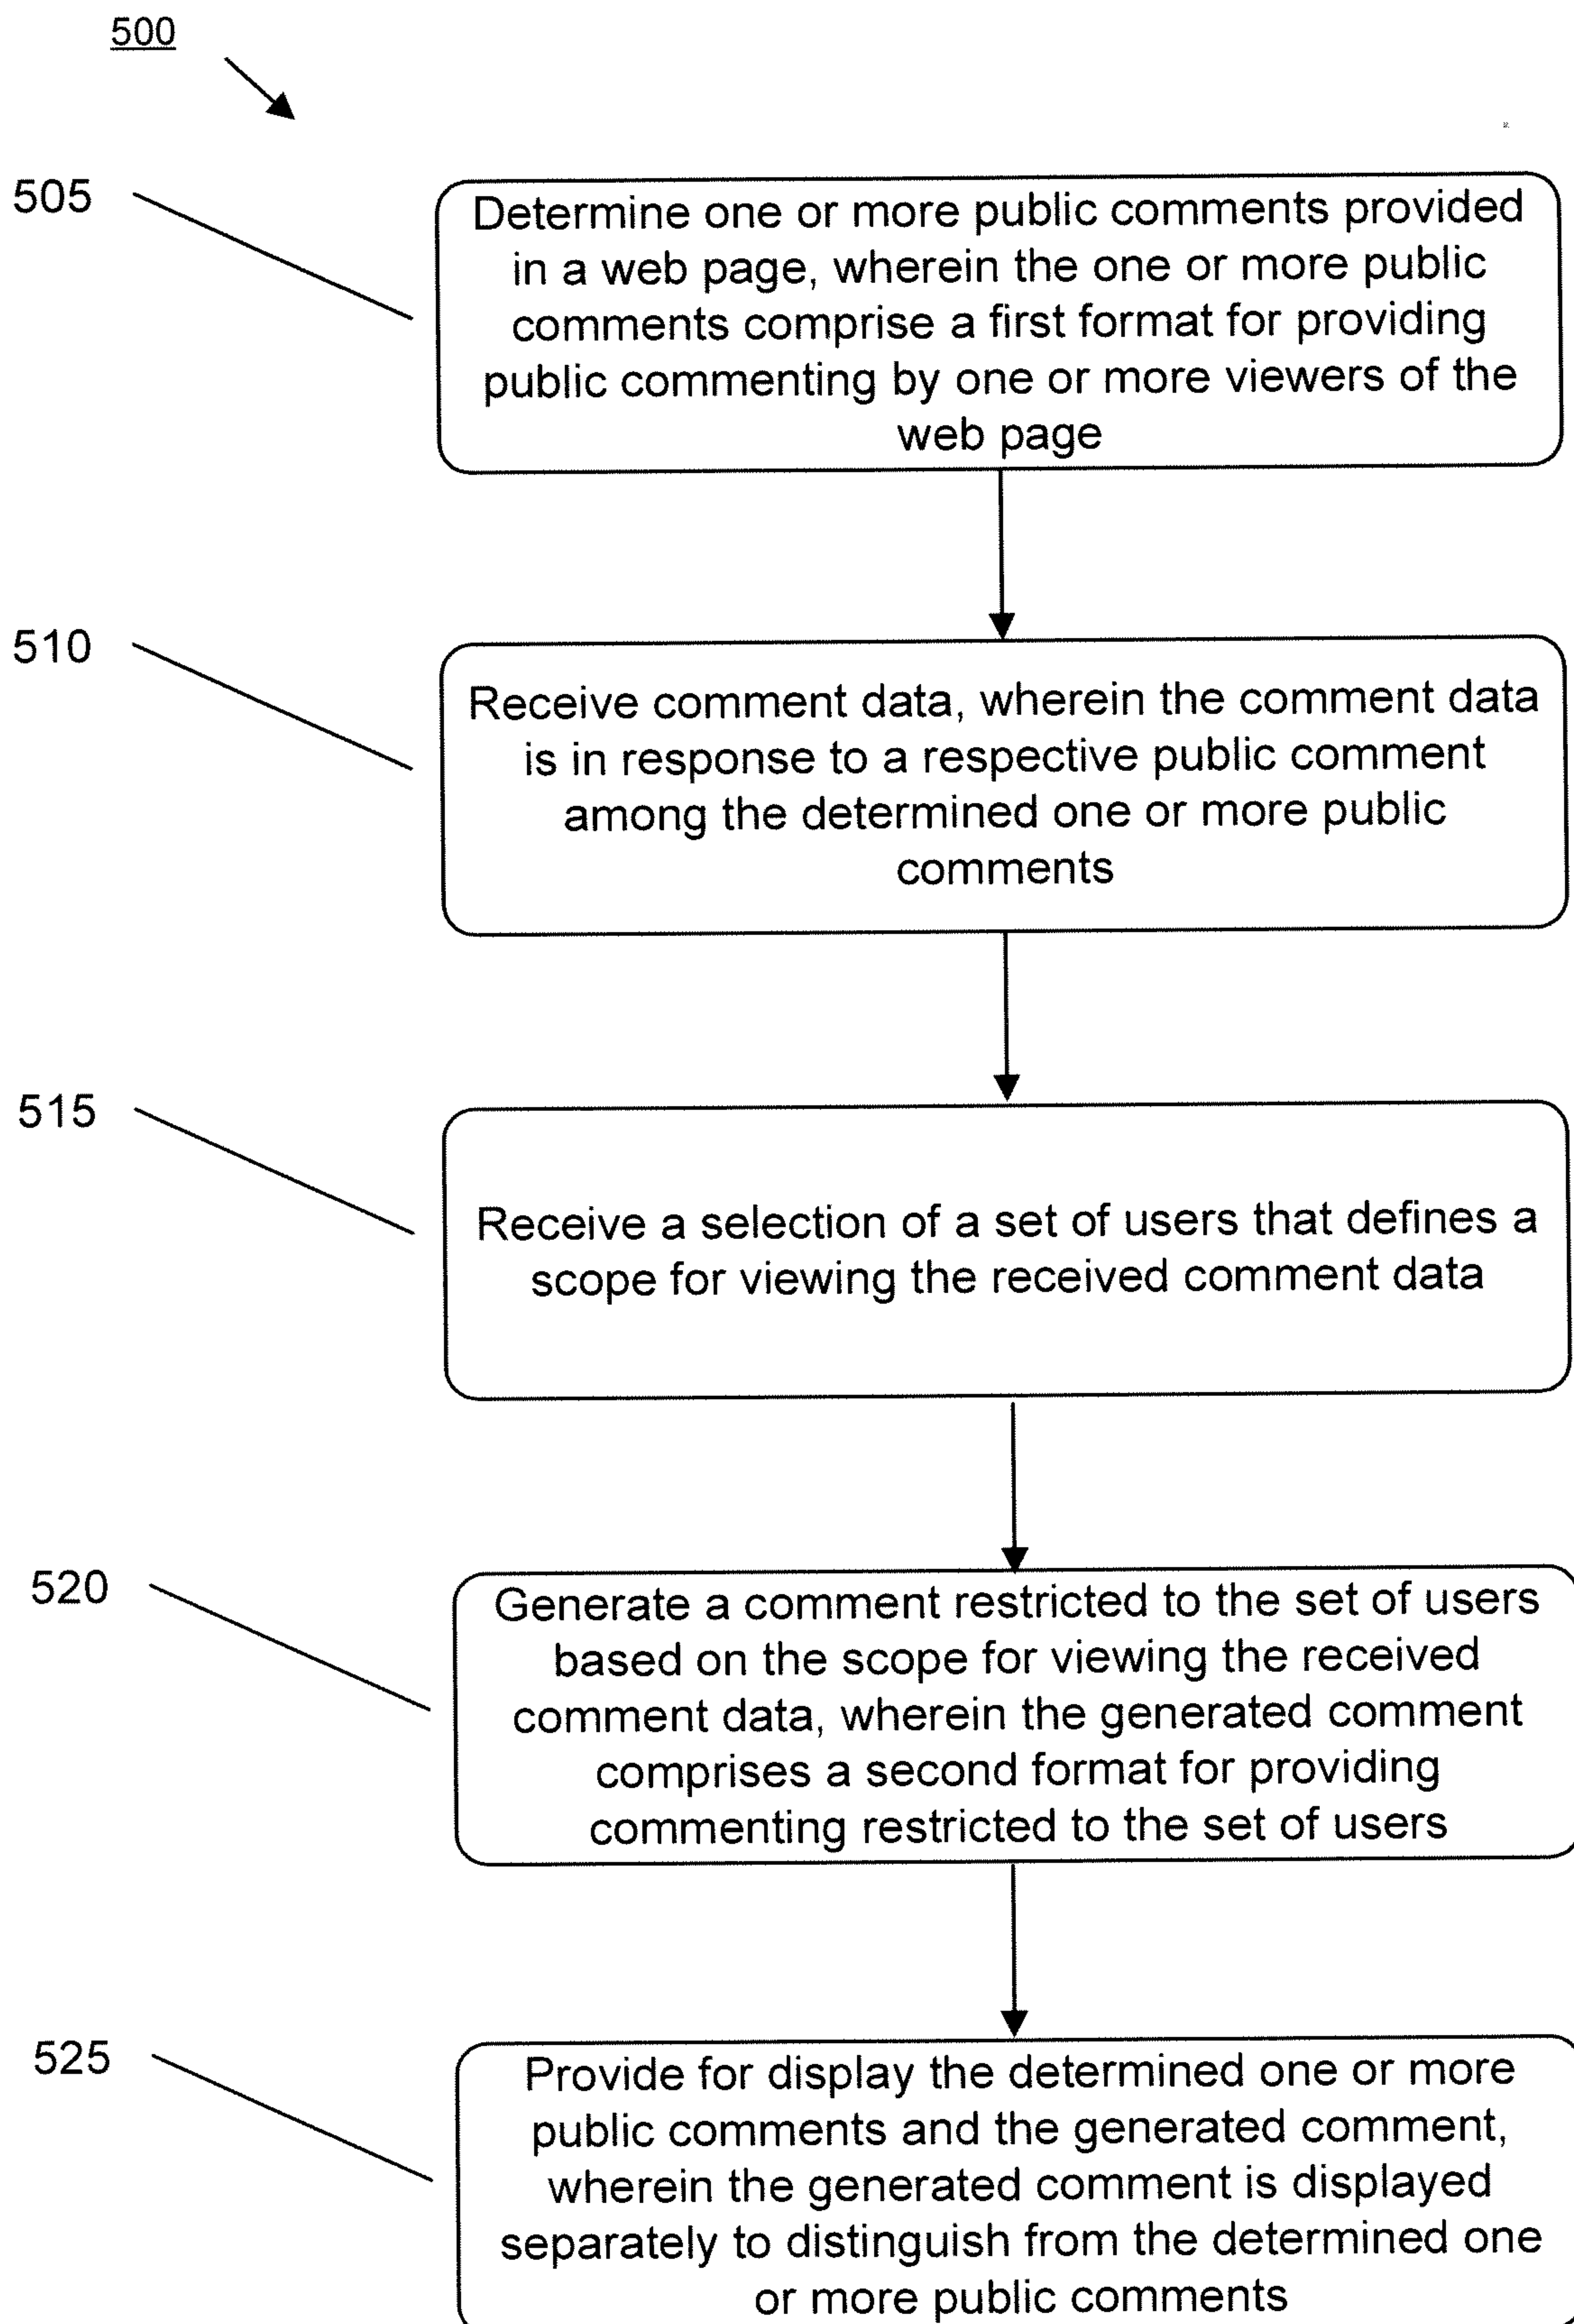 500
505
Determine one or more public comments provided
in a web page, wherein the one or more public
comments comprise a first format for providing
public commenting by one or more viewers of the
web page
510
Receive comment data, wherein the comment data
is in response to a respective public comment
among the determined one or more public
comments
515
Receive a selection of a set of users that defines a
scope for viewing the received comment data
520
Generate a comment restricted to the set of users
based on the scope for viewing the received
comment data, wherein the generated comment
comprises a second format for providing
commenting restricted to the set of users
525
Provide for display the determined one or more
public comments and the generated comment,
wherein the generated comment is displayed
separately to distinguish from the determined one
or more public comments